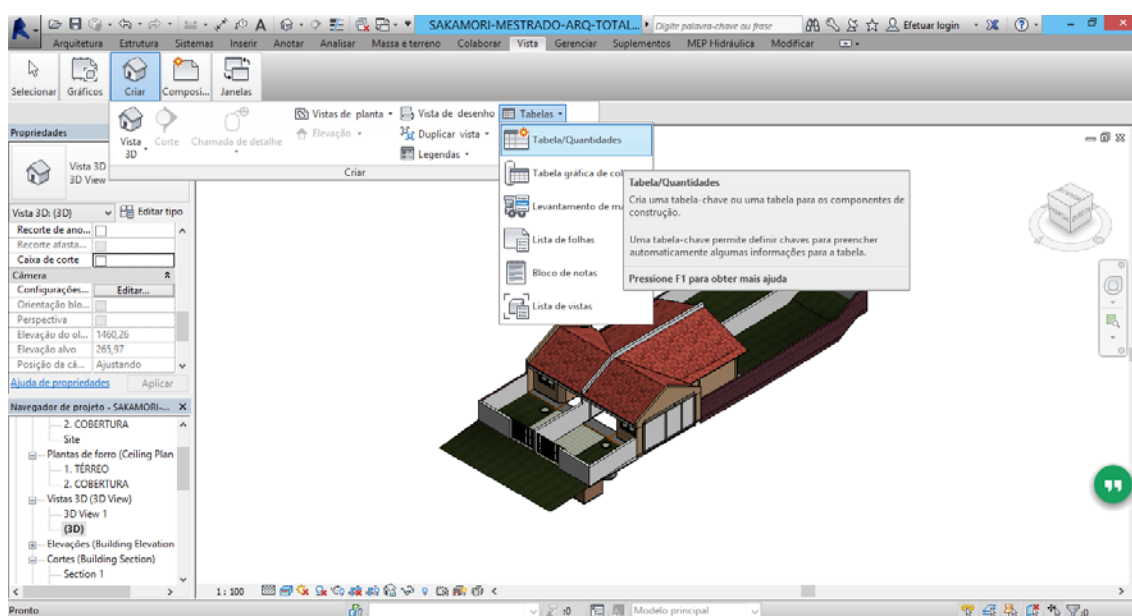 SAKAMORI-MESTRADO-ARQ-TOTAL...
Digite palavra-chave ou frase
Efetuar login
Arquitetura Estrutura Sistemas Inserir Anotar Analisar Massa e terreno Colaborar Vista Gerenciar Suplementos MEP Hidráulica Modificar
Selecionar Gráficos Criar Composi... Janelas
Vista 3D
Corte
Chamada de detalhe
Vistas de planta
Elevação
Vista de desenho
Duplicar vista
Legendas
Criar
Tabelas
Tabela/Quantidades
Tabela gráfica de col
Levantamento de ma
Lista de folhas
Bloco de notas
Lista de vistas
Tabela/Quantidades
Cria uma tabela-chave ou uma tabela para os componentes de
construção.
Uma tabela-chave permite definir chaves para preencher
automaticamente algumas informações para a tabela.
Pressione F1 para obter mais ajuda
Propriedades
Vista 3D
3D View
Vista 3D: (3D)
Editar tipo
Recorte de ano...
Recorte afasta...
Caixa de corte
Câmera
Configurações... Editar...
Orientação blo...
Perspectiva
Elevação do ol... 1460,26
Elevação alvo 265,97
Posição da câ... Ajustando
Ajuda de propriedades Aplicar
Navegador de projeto - SAKAMORI-...
2. COBERTURA
Site
Plantas de forro (Ceiling Plan
1. TÉRREO
2. COBERTURA
Vistas 3D (3D View)
3D View 1
(3D)
Elevações (Building Elevation
Cortes (Building Section)
Section 1
1 : 100
Pronto
:0
Modelo principal
:0